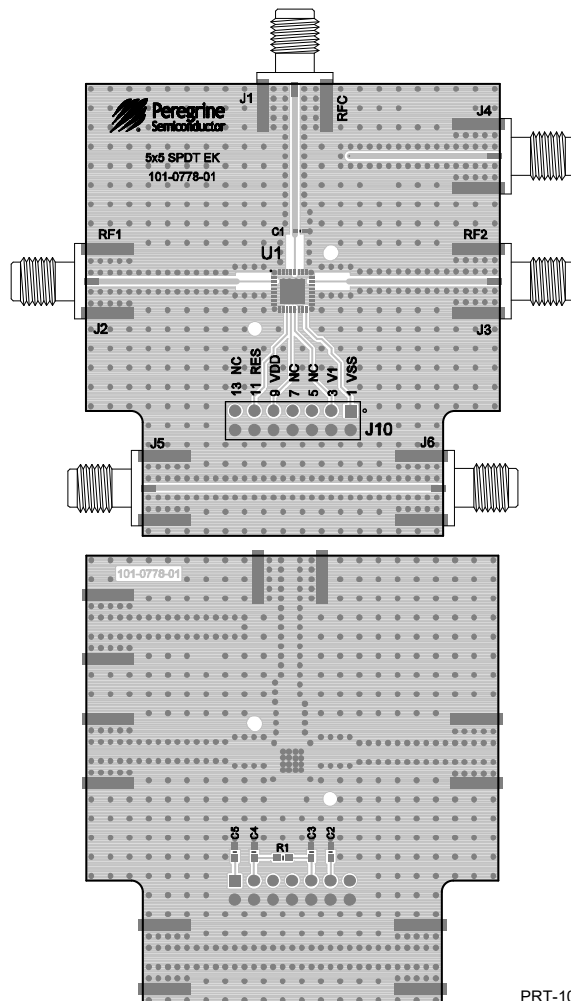 J1
RFC
J4
Peregrine
Semiconductor
5x5 SPDT EK
101-0778-01
C1
U1
RF1
RF2
J2
J3
13 NC
11 RES
9 VDD
7 NC
5 NC
3 V1
1 VSS
J10
J5
J6
101-0778-01
C5
C4
R1
C3
C2
PRT-10